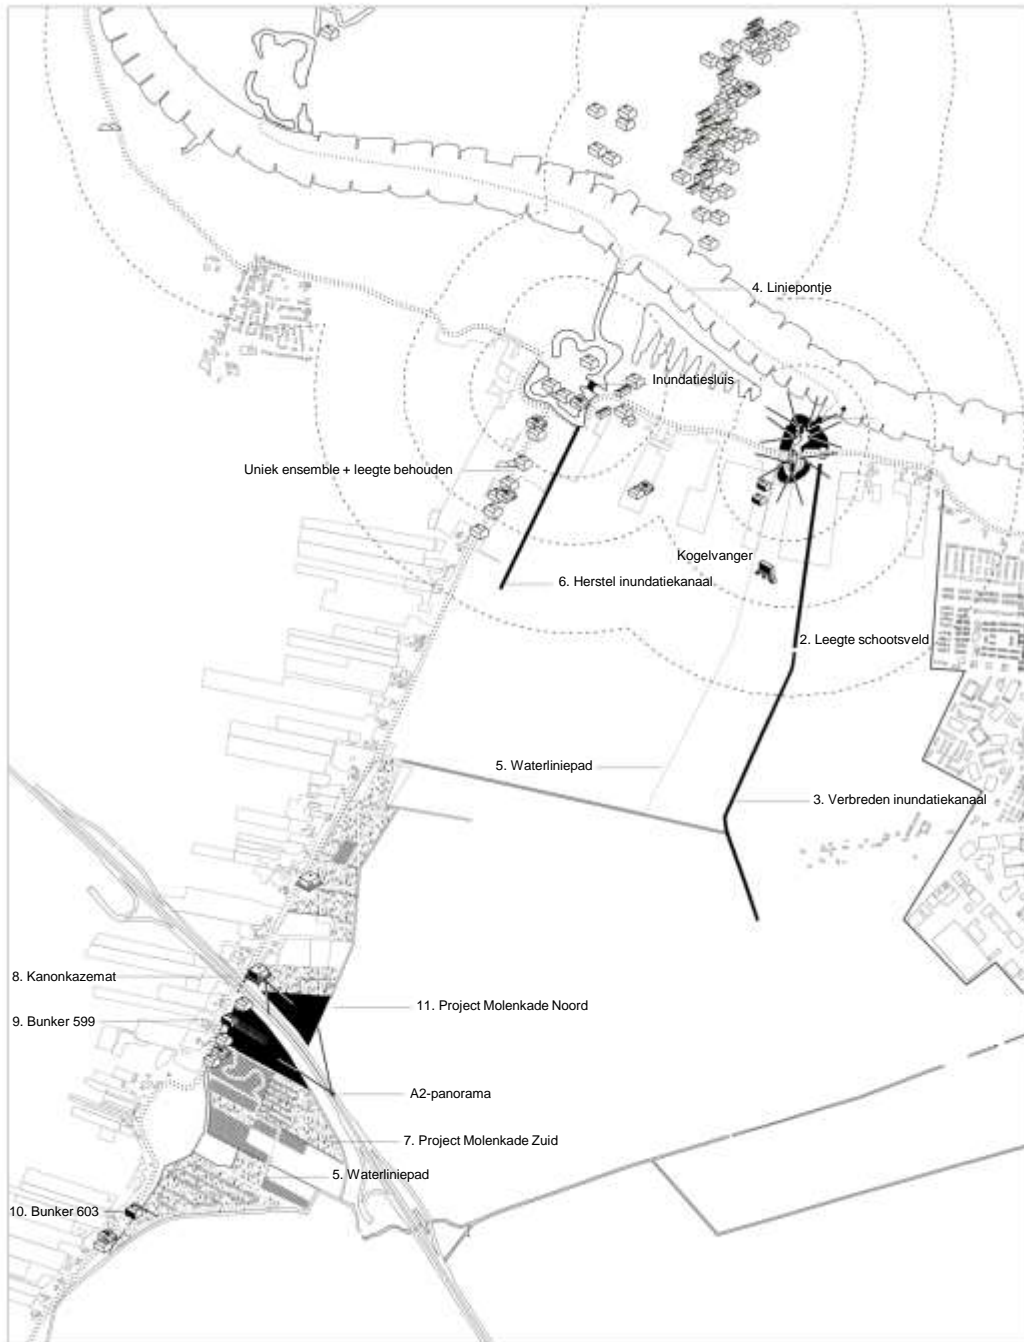 4. Liniepontje
Inundatiesluis
Uniek ensemble + leegte behouden
Kogelvanger
6. Herstel inundatiekanaal
2. Leegte schootsveld
5. Waterliniepad
3. Verbreden inundatiekanaal
8. Kanonkazemat
11. Project Molenkade Noord
9. Bunker 599
A2-panorama
7. Project Molenkade Zuid
5. Waterliniepad
10. Bunker 603